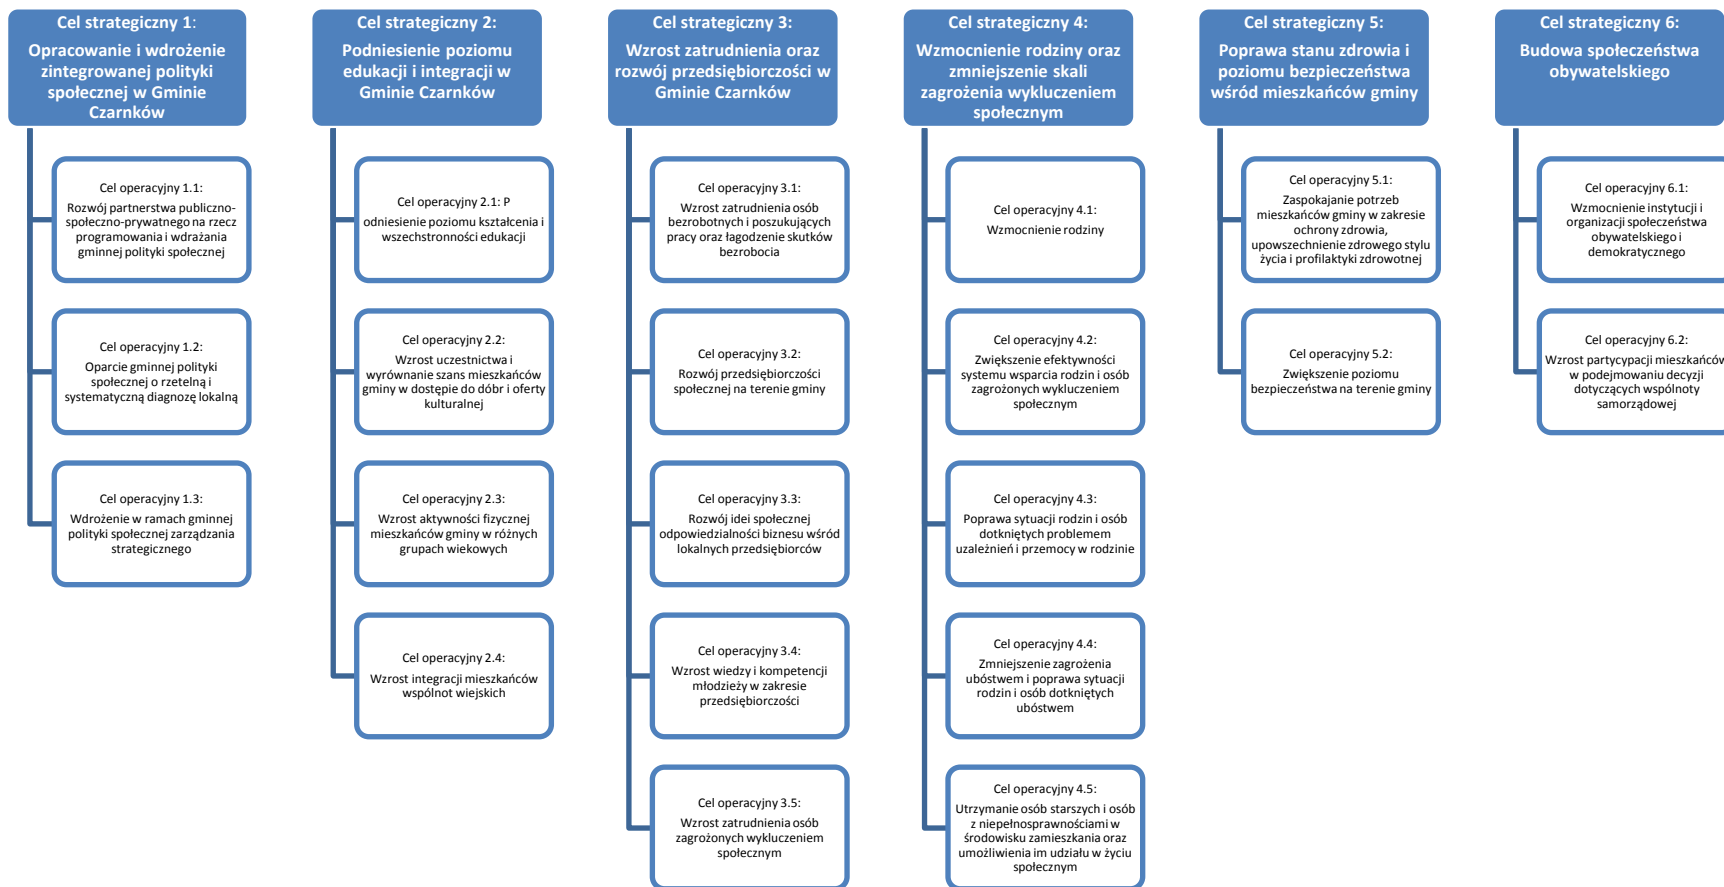 Cel strategiczny 1:
Opracowanie i wdrożenie
zintegrowanej polityki
społecznej w Gminie
Czarnków
Cel operacyjny 1.1:
Rozwój partnerstwa publiczno-
społeczno-prywatnego na rzecz
programowania i wdrażania
gminnej polityki społecznej
Cel operacyjny 1.2:
Oparcie gminnej polityki
społecznej o rzetelną i
systematyczną diagnozę lokalną
Cel operacyjny 1.3:
Wdrożenie w ramach gminnej
polityki społecznej zarządzania
strategicznego
Cel strategiczny 2:
Podniesienie poziomu
edukacji i integracji w
Gminie Czarnków
Cel operacyjny 2.1: P
odniesienie poziomu kształcenia i
wszechstronności edukacji
Cel operacyjny 2.2:
Wzrost uczestnictwa i
wyrównanie szans mieszkańców
gminy w dostępie do dóbr i oferty
kulturalnej
Cel operacyjny 2.3:
Wzrost aktywności fizycznej
mieszkańców gminy w różnych
grupach wiekowych
Cel operacyjny 2.4:
Wzrost integracji mieszkańców
wspólnot wiejskich
Cel strategiczny 3:
Wzrost zatrudnienia oraz
rozwój przedsiębiorczości w
Gminie Czarnków
Cel operacyjny 3.1:
Wzrost zatrudnienia osób
bezrobotnych i poszukujących
pracy oraz łagodzenie skutków
bezrobocia
Cel operacyjny 3.2:
Rozwój przedsiębiorczości
społecznej na terenie gminy
Cel operacyjny 3.3:
Rozwój idei społecznej
odpowiedzialności biznesu wśród
lokalnych przedsiębiorców
Cel operacyjny 3.4:
Wzrost wiedzy i kompetencji
młodzieży w zakresie
przedsiębiorczości
Cel operacyjny 3.5:
Wzrost zatrudnienia osób
zagrożonych wykluczeniem
społecznym
Cel strategiczny 4:
Wzmocnienie rodziny oraz
zmniejszenie skali
zagrożenia wykluczeniem
społecznym
Cel operacyjny 4.1:
Wzmocnienie rodziny
Cel operacyjny 4.2:
Zwiększenie efektywności
systemu wsparcia rodzin i osób
zagrożonych wykluczeniem
społecznym
Cel operacyjny 4.3:
Poprawa sytuacji rodzin i osób
dotkniętych problemem
uzależnień i przemocy w rodzinie
Cel operacyjny 4.4:
Zmniejszenie zagrożenia
ubóstwem i poprawa sytuacji
rodzin i osób dotkniętych
ubóstwem
Cel operacyjny 4.5:
Utrzymanie osób starszych i osób
z niepełnosprawnościami w
środowisku zamieszkania oraz
umożliwienia im udziału w życiu
społecznym
Cel strategiczny 5:
Poprawa stanu zdrowia i
poziomu bezpieczeństwa
wśród mieszkańców gminy
Cel operacyjny 5.1:
Zaspokajanie potrzeb
mieszkańców gminy w zakresie
ochrony zdrowia,
upowszechnienie zdrowego stylu
życia i profilaktyki zdrowotnej
Cel operacyjny 5.2:
Zwiększenie poziomu
bezpieczeństwa na terenie gminy
Cel strategiczny 6:
Budowa społeczeństwa
obywatelskiego
Cel operacyjny 6.1:
Wzmocnienie instytucji i
organizacji społeczeństwa
obywatelskiego i
demokratycznego
Cel operacyjny 6.2:
Wzrost partycypacji mieszkańców
w podejmowaniu decyzji
dotyczących wspólnoty
samorządowej